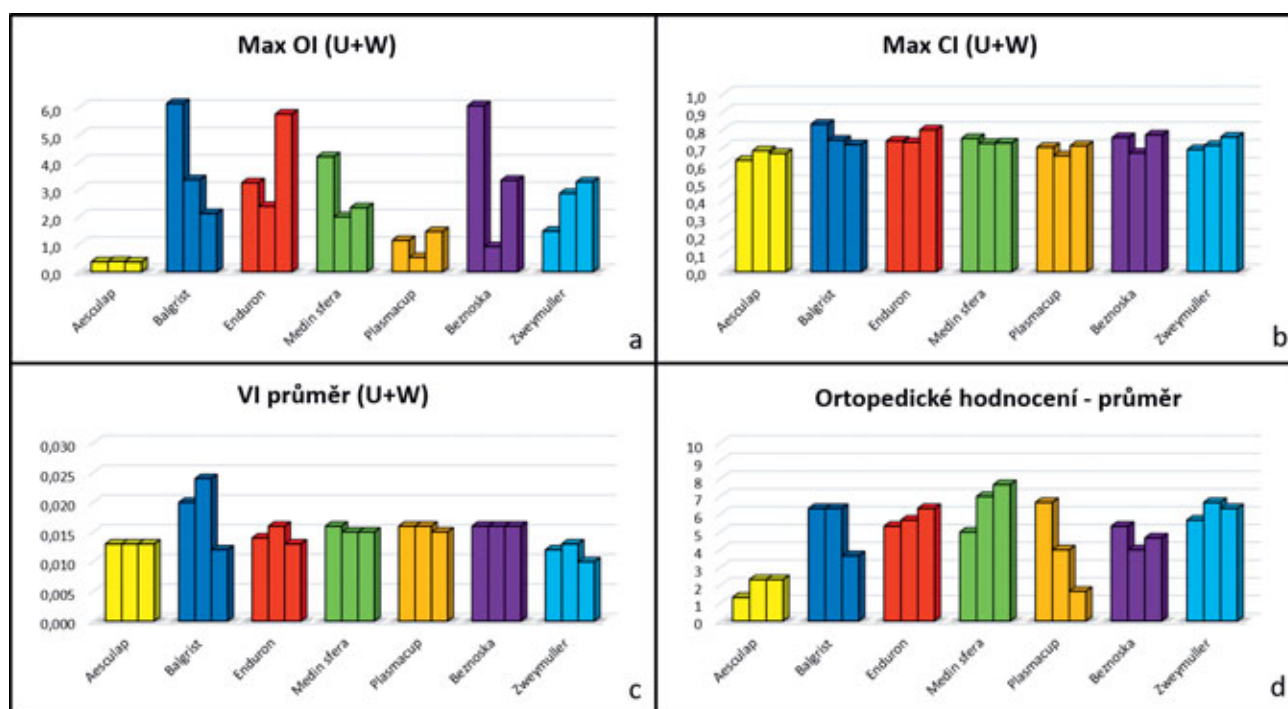 Max OI (U+W)
6,0
5,0
4,0
3,0
2,0
1,0
0,0
Aesculap
Balgrist
Enduron
Medin sfera
Plasmacup
Beznoska
Zweymuller
a
Max CI (U+W)
1,0
0,9
0,8
0,7
0,6
0,5
0,4
0,3
0,2
0,1
0,0
Aesculap
Balgrist
Enduron
Medin sfera
Plasmacup
Beznoska
Zweymuller
b
VI průměr (U+W)
0,030
0,025
0,020
0,015
0,010
0,005
0,000
Aesculap
Balgrist
Enduron
Medin sfera
Plasmacup
Beznoska
Zweymuller
c
Ortopedické hodnocení - průměr
10
9
8
7
6
5
4
3
2
1
0
Aesculap
Balgrist
Enduron
Medin sfera
Plasmacup
Beznoska
Zweymuller
d